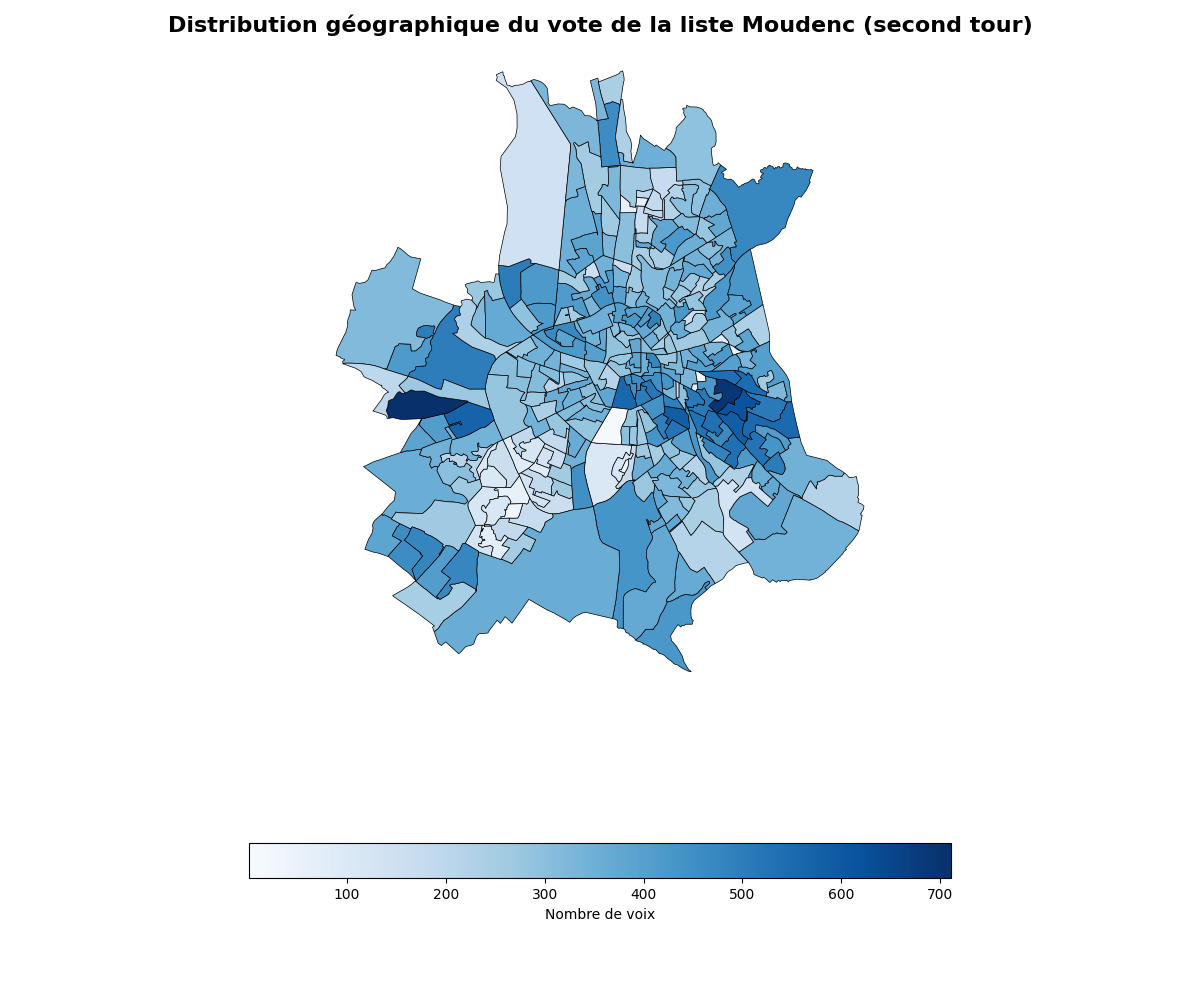 Distribution géographique du vote de la liste Moudenc (second tour)
100 200 300 400 500 600 700
Nombre de voix